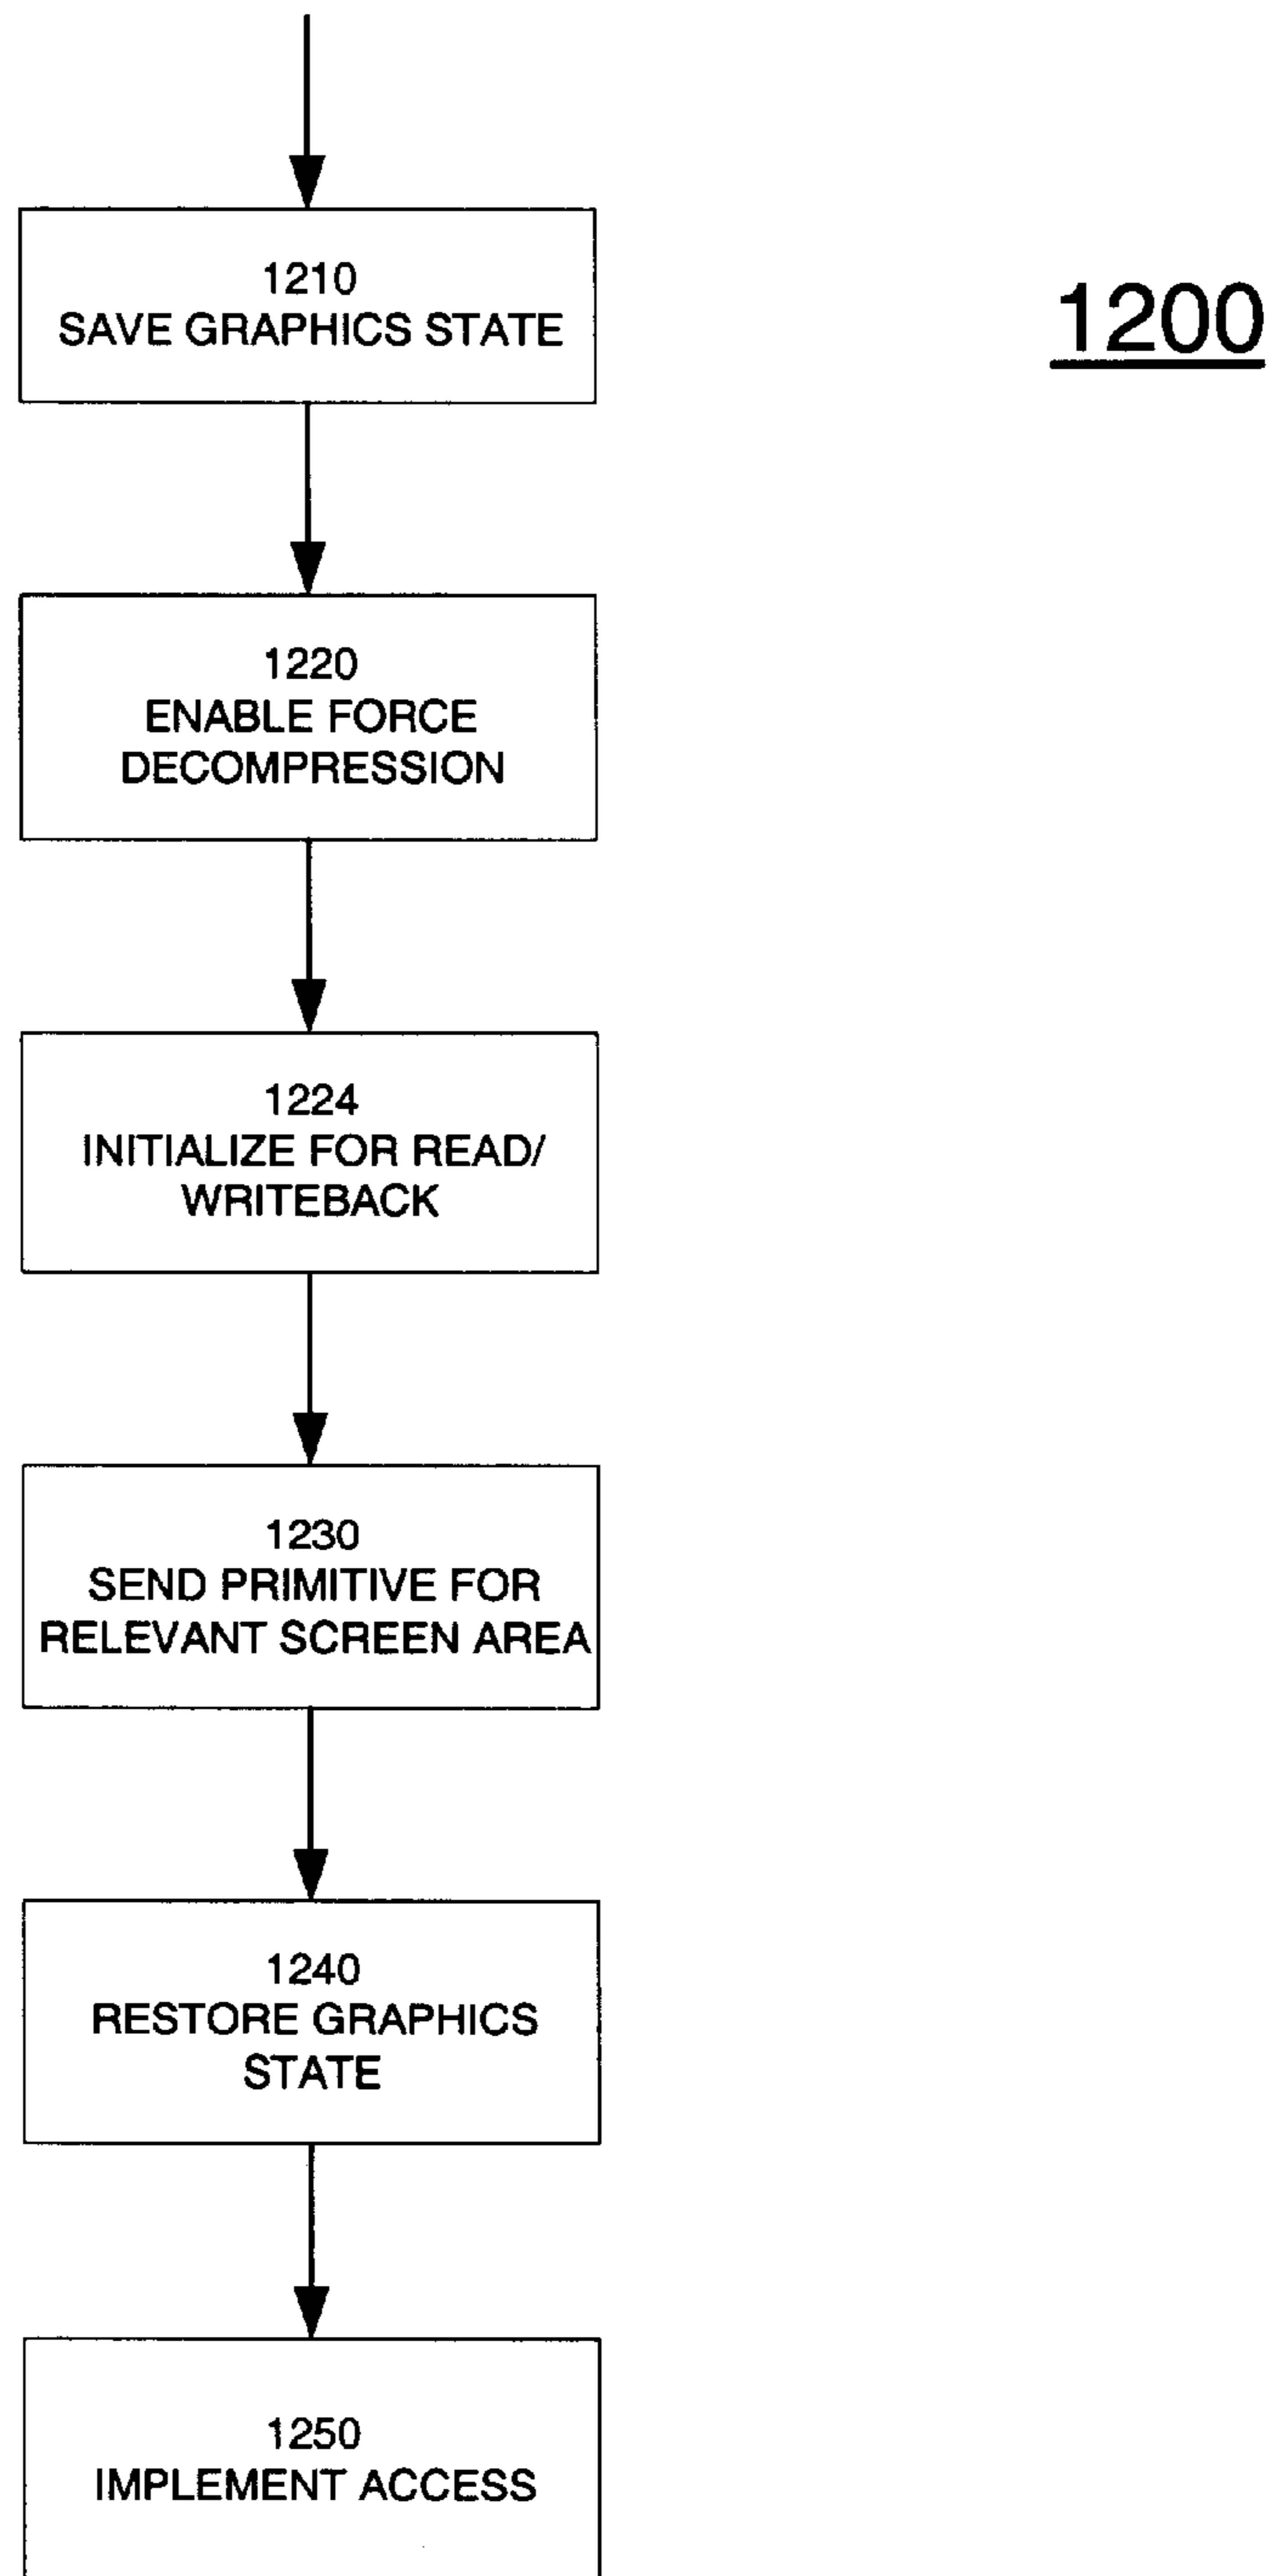 1210
SAVE GRAPHICS STATE
1200
1220
ENABLE FORCE
DECOMPRESSION
1224
INITIALIZE FOR READ/
WRITEBACK
1230
SEND PRIMITIVE FOR
RELEVANT SCREEN AREA
1240
RESTORE GRAPHICS
STATE
1250
IMPLEMENT ACCESS